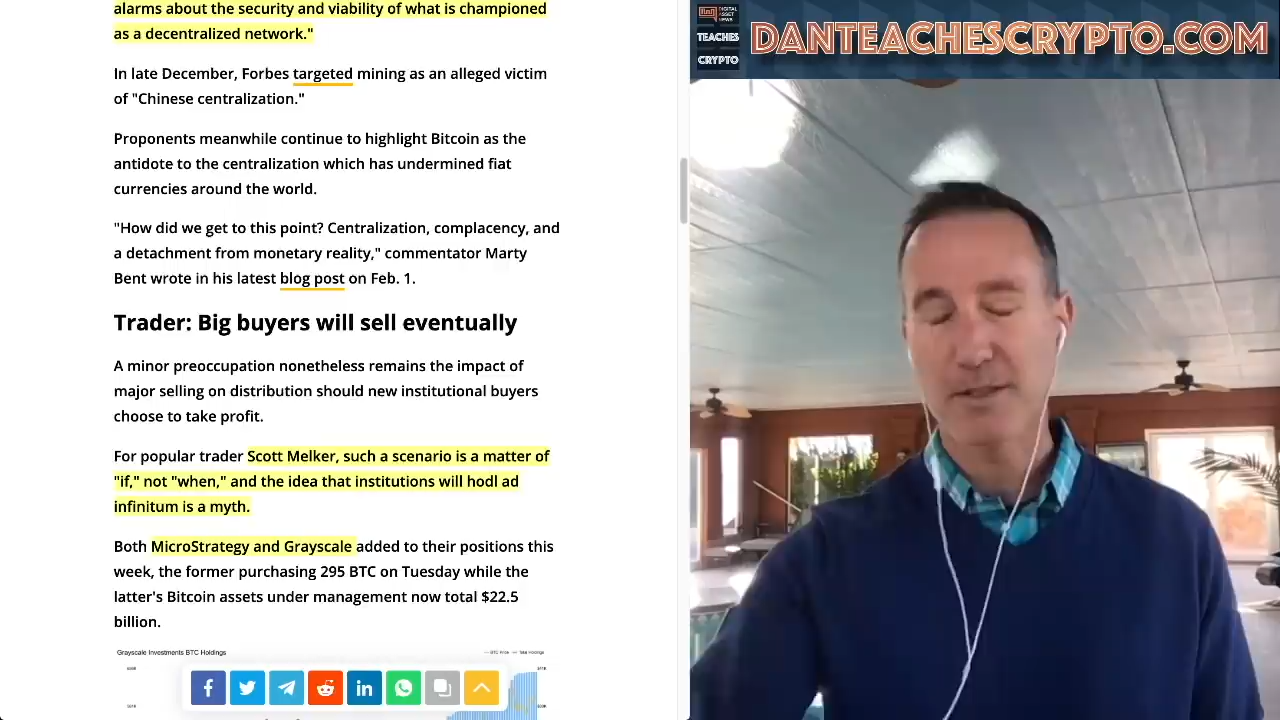 alarms about the security and viability of what is championed
as a decentralized network."
In late December, Forbes targeted mining as an alleged victim
of "Chinese centralization."
Proponents meanwhile continue to highlight Bitcoin as the
antidote to the centralization which has undermined fiat
currencies around the world.
"How did we get to this point? Centralization, complacency, and
a detachment from monetary reality," commentator Marty
Bent wrote in his latest blog post on Feb. 1.
Trader: Big buyers will sell eventually
A minor preoccupation nonetheless remains the impact of
major selling on distribution should new institutional buyers
choose to take profit.
For popular trader Scott Melker, such a scenario is a matter of
"if," not "when," and the idea that institutions will hodl ad
infinitum is a myth.
Both MicroStrategy and Grayscale added to their positions this
week, the former purchasing 295 BTC on Tuesday while the
latter's Bitcoin assets under management now total $22.5
billion.
Grayscale Investments BTC Holdings
BTC Price Total Holdings
DIGITAL
ASSET
NEWS
TEACHES
CRYPTO
DANTEACHESCRYPTO.COM